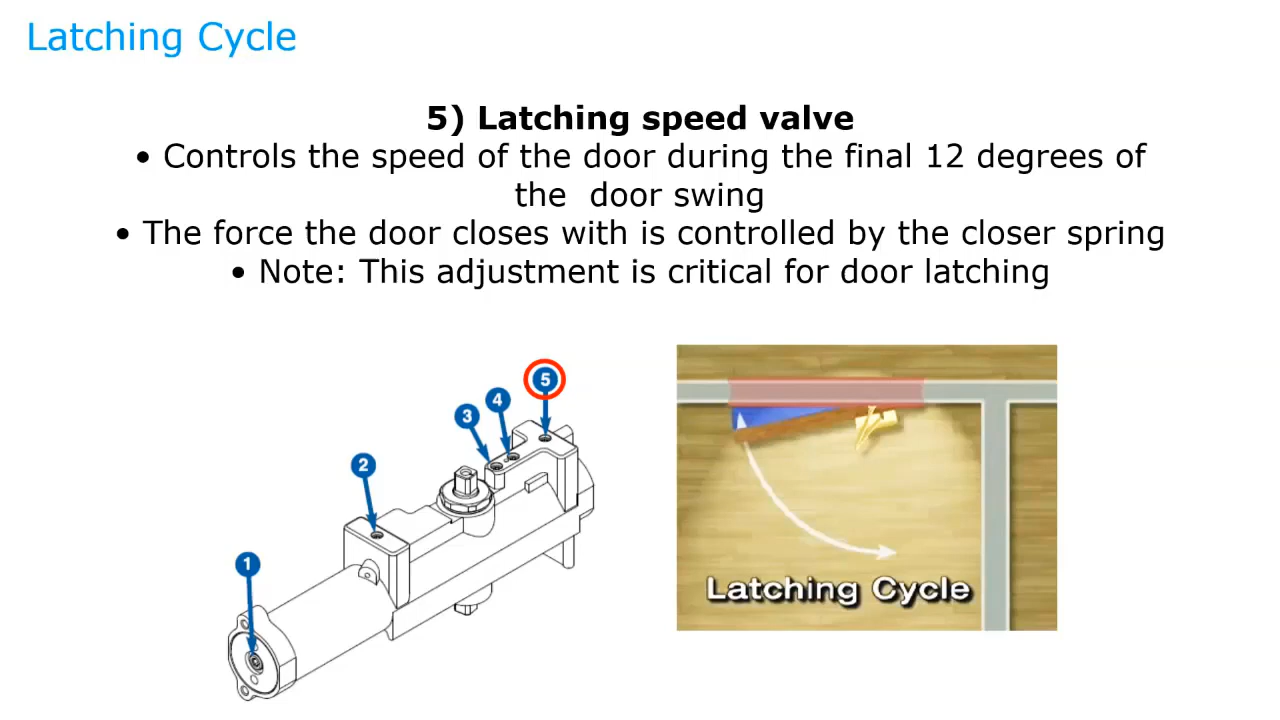 Latching Cycle
5) Latching speed valve
• Controls the speed of the door during the final 12 degrees of
the  door swing
• The force the door closes with is controlled by the closer spring
• Note: This adjustment is critical for door latching
5
4
3
2
1
Latching Cycle